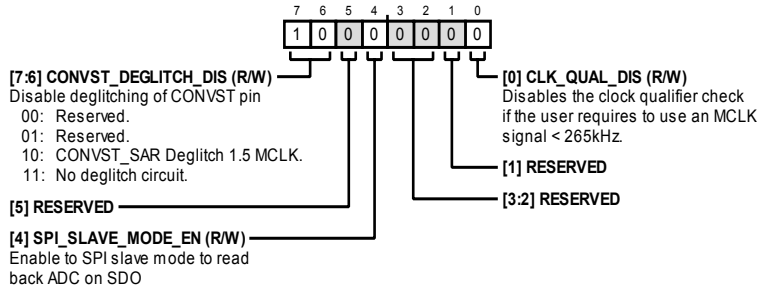 7 6 5 4 3 2 1 0
1 0 0 0 0 0 0 0
[7:6] CONVST_DEGLITCH_DIS (R/W)
Disable deglitching of CONVST pin
00: Reserved.
01: Reserved.
10: CONVST_SAR Deglitch 1.5 MCLK.
11: No deglitch circuit.
[5] RESERVED
[4] SPI_SLAVE_MODE_EN (R/W)
Enable to SPI slave mode to read
back ADC on SDO
[0] CLK_QUAL_DIS (R/W)
Disables the clock qualifier check
if the user requires to use an MCLK
signal < 265kHz.
[1] RESERVED
[3:2] RESERVED